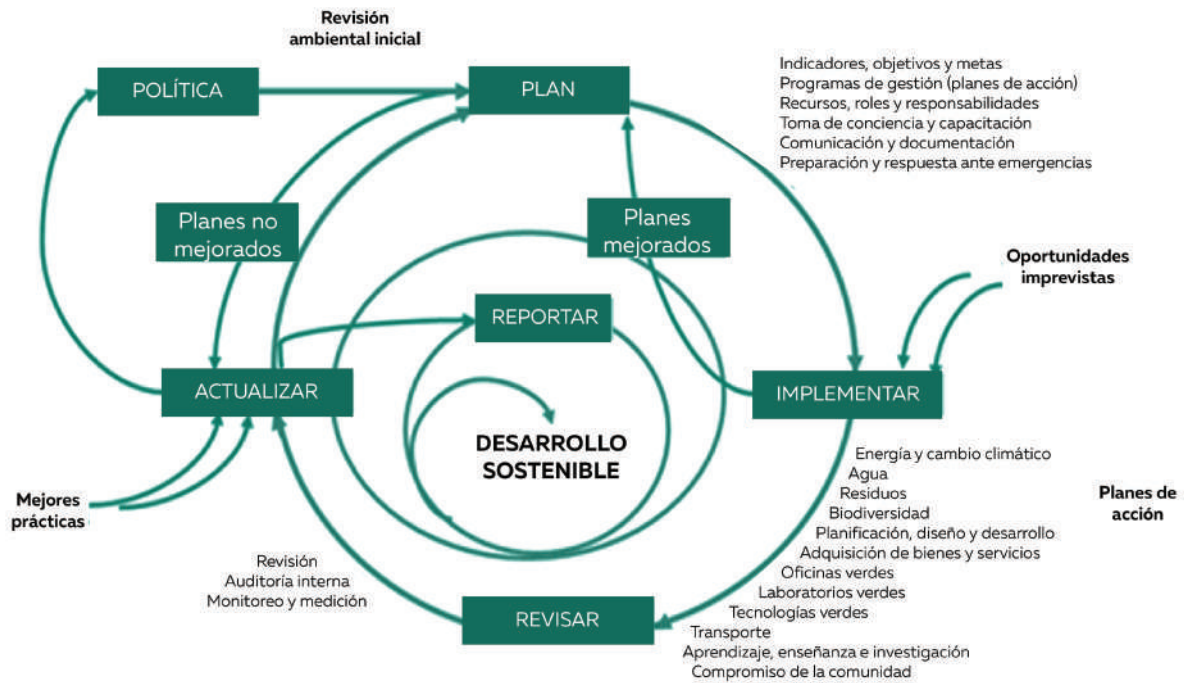 Revisión
ambiental inicial
POLÍTICA
PLAN
Indicadores, objetivos y metas
Programas de gestión (planes de acción)
Recursos, roles y responsabilidades
Toma de conciencia y capacitación
Comunicación y documentación
Preparación y respuesta ante emergencias
Planes no
mejorados
Planes
mejorados
Oportunidades
imprevistas
REPORTAR
ACTUALIZAR
IMPLEMENTAR
DESARROLLO
SOSTENIBLE
Mejores
prácticas
Energía y cambio climático
Agua
Residuos
Biodiversidad
Planificación, diseño y desarrollo
Adquisición de bienes y servicios
Oficinas verdes
Laboratorios verdes
Tecnologías verdes
Transporte
Aprendizaje, enseñanza e investigación
Compromiso de la comunidad
Planes de
acción
Revisión
Auditoría interna
Monitoreo y medición
REVISAR